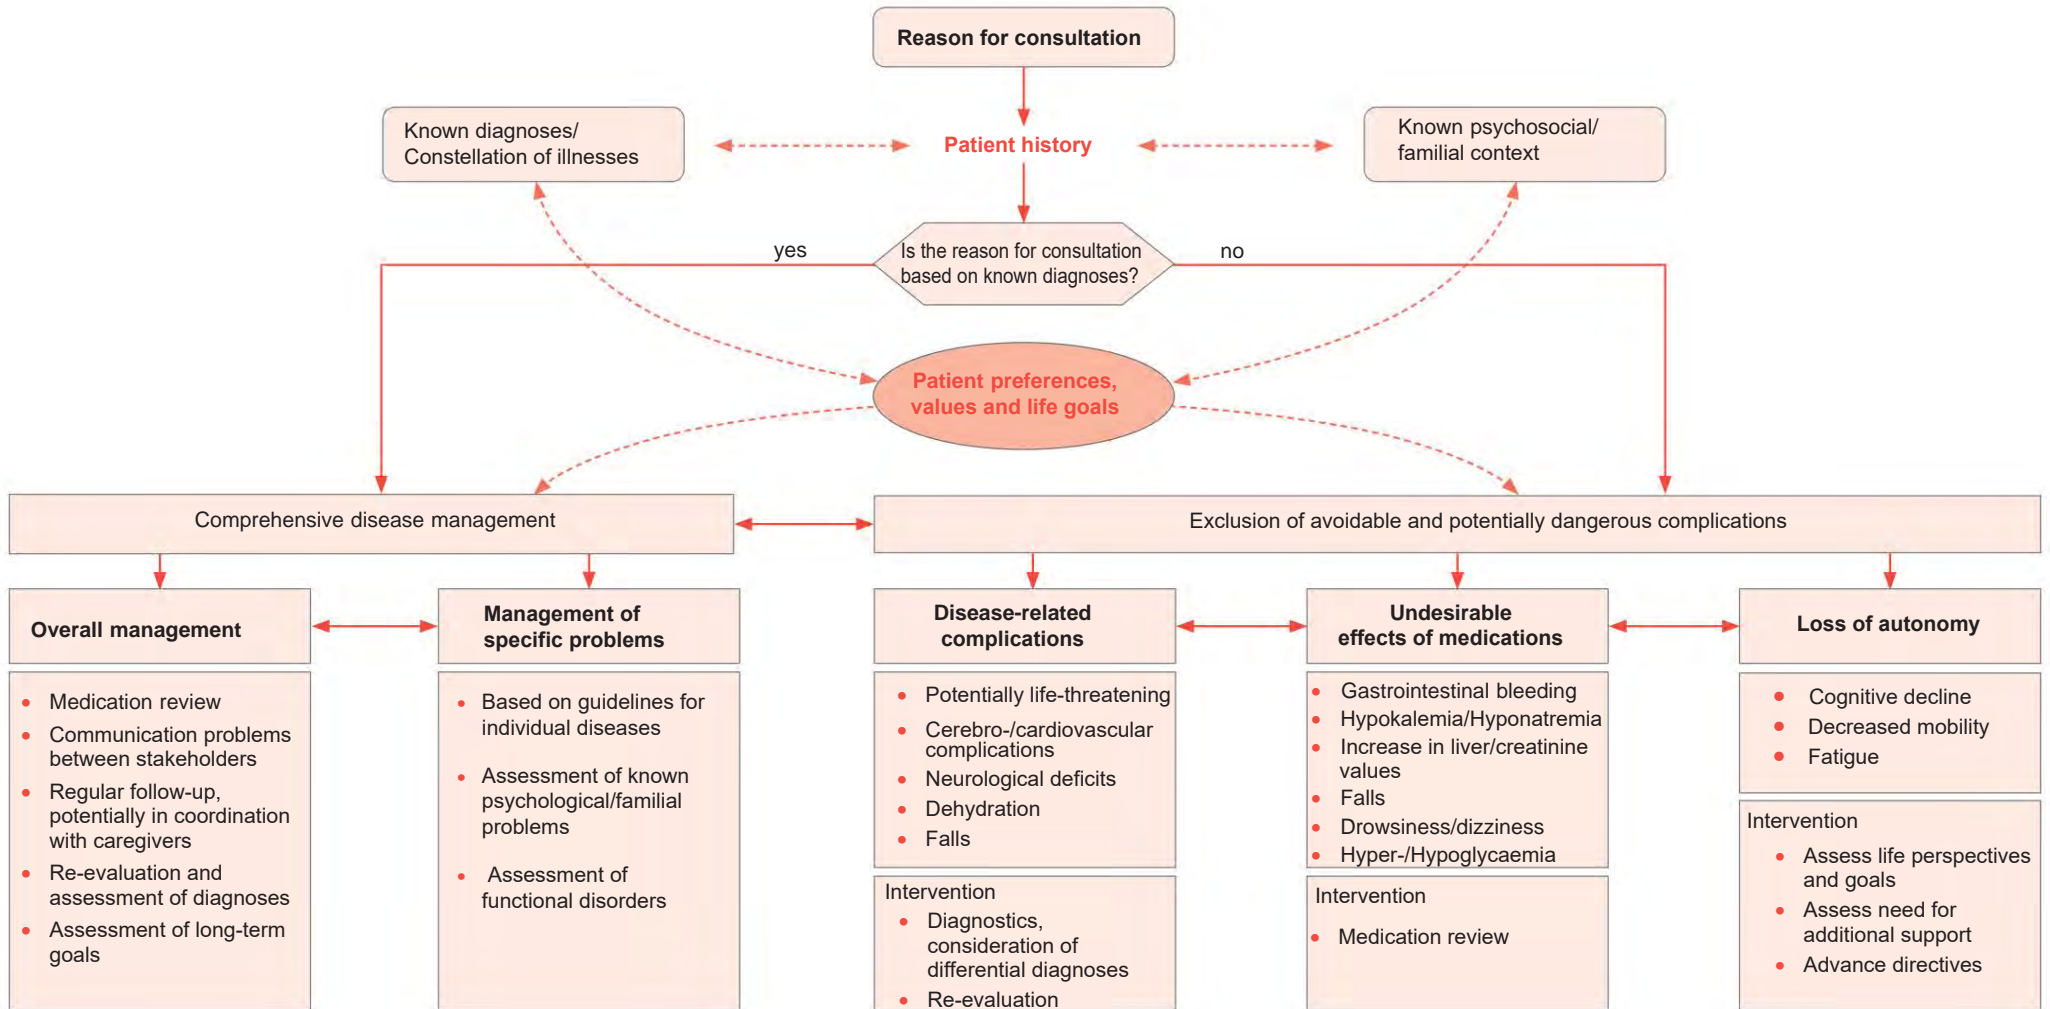 Reason for consultation
Known diagnoses/
Constellation of illnesses
Patient history
Known psychosocial/
familial context
yes
Is the reason for consultation
based on known diagnoses?
no
Patient preferences,
values and life goals
Comprehensive disease management
Exclusion of avoidable and potentially dangerous complications
Overall management
Management of
specific problems
Disease-related
complications
Undesirable
effects of medications
Loss of autonomy
Medication review
Communication problems
between stakeholders
Regular follow-up,
potentially in coordination
with caregivers
Re-evaluation and
assessment of diagnoses
Assessment of long-term
goals
Based on guidelines for
individual diseases
Assessment of known
psychological/familial
problems
Assessment of
functional disorders
Potentially life-threatening
Cerebro-/cardiovascular
complications
Neurological deficits
Dehydration
Falls
Intervention
Diagnostics,
consideration of
differential diagnoses
Re-evaluation
Gastrointestinal bleeding
Hypokalemia/Hyponatremia
Increase in liver/creatinine
values
Falls
Drowsiness/dizziness
Hyper-/Hypoglycaemia
Intervention
Medication review
Cognitive decline
Decreased mobility
Fatigue
Intervention
Assess life perspectives
and goals
Assess need for
additional support
Advance directives